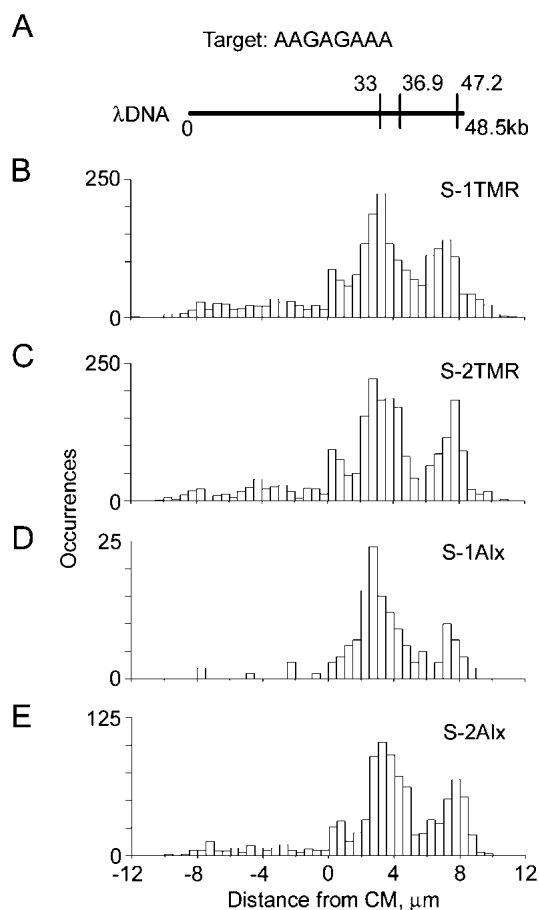 A
Target: AAGAGAAA
33 36.9 47.2
λDNA
0 48.5kb
B
250
S-1TMR
0
C
250
S-2TMR
0
D
25
S-1Alx
0
E
125
S-2Alx
0
-12 -8 -4 0 4 8 12
Occurrences
Distance from CM, μm